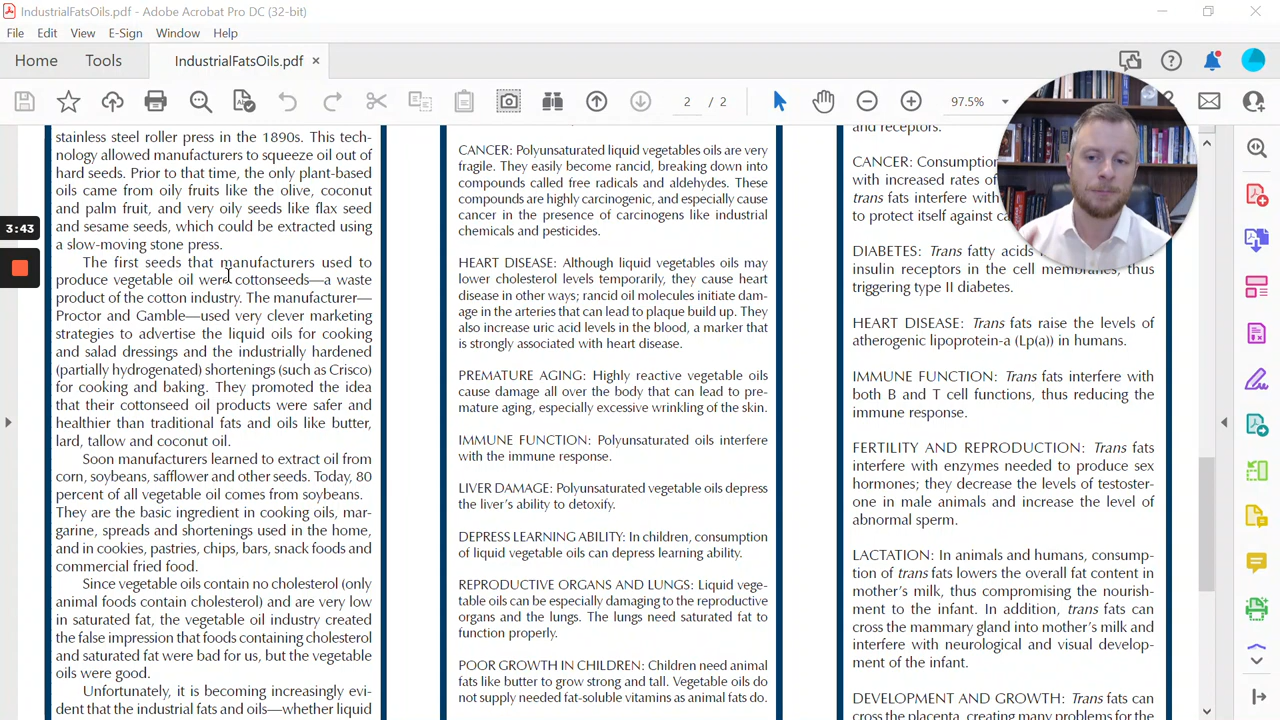 IndustrialFatsOils.pdf - Adobe Acrobat Pro DC (32-bit)
File Edit View E-Sign Window Help
Home Tools IndustrialFatsOils.pdf
2 / 2 97.5%
3:43
stainless steel roller press in the 1890s. This tech-
nology allowed manufacturers to squeeze oil out of
hard seeds. Prior to that time, the only plant-based
oils came from oily fruits like the olive, coconut
and palm fruit, and very oily seeds like flax seed
and sesame seeds, which could be extracted using
a slow-moving stone press.
The first seeds that manufacturers used to
produce vegetable oil were cottonseeds—a waste
product of the cotton industry. The manufacturer—
Proctor and Gamble—used very clever marketing
strategies to advertise the liquid oils for cooking
and salad dressings and the industrially hardened
(partially hydrogenated) shortenings (such as Crisco)
for cooking and baking. They promoted the idea
that their cottonseed oil products were safer and
healthier than traditional fats and oils like butter,
lard, tallow and coconut oil.
Soon manufacturers learned to extract oil from
corn, soybeans, safflower and other seeds. Today, 80
percent of all vegetable oil comes from soybeans.
They are the basic ingredient in cooking oils, mar-
garine, spreads and shortenings used in the home,
and in cookies, pastries, chips, bars, snack foods and
commercial fried food.
Since vegetable oils contain no cholesterol (only
animal foods contain cholesterol) and are very low
in saturated fat, the vegetable oil industry created
the false impression that foods containing cholesterol
and saturated fat were bad for us, but the vegetable
oils were good.
Unfortunately, it is becoming increasingly evi-
dent that the industrial fats and oils—whether liquid
CANCER: Polyunsaturated liquid vegetables oils are very
fragile. They easily become rancid, breaking down into
compounds called free radicals and aldehydes. These
compounds are highly carcinogenic, and especially cause
cancer in the presence of carcinogens like industrial
chemicals and pesticides.
HEART DISEASE: Although liquid vegetables oils may
lower cholesterol levels temporarily, they cause heart
disease in other ways; rancid oil molecules initiate dam-
age in the arteries that can lead to plaque build up. They
also increase uric acid levels in the blood, a marker that
is strongly associated with heart disease.
PREMATURE AGING: Highly reactive vegetable oils
cause damage all over the body that can lead to pre-
mature aging, especially excessive wrinkling of the skin.
IMMUNE FUNCTION: Polyunsaturated oils interfere
with the immune response.
LIVER DAMAGE: Polyunsaturated vegetable oils depress
the liver's ability to detoxify.
DEPRESS LEARNING ABILITY: In children, consumption
of liquid vegetable oils can depress learning ability.
REPRODUCTIVE ORGANS AND LUNGS: Liquid vege-
table oils can be especially damaging to the reproductive
organs and the lungs. The lungs need saturated fat to
function properly.
POOR GROWTH IN CHILDREN: Children need animal
fats like butter to grow strong and tall. Vegetable oils do
not supply needed fat-soluble vitamins as animal fats do.
and receptors.
CANCER: Consumption
with increased rates of
trans fats interfere with
to protect itself against
DIABETES: Trans fatty acids
insulin receptors in the cell membranes, thus
triggering type II diabetes.
HEART DISEASE: Trans fats raise the levels of
atherogenic lipoprotein-a (Lp(a)) in humans.
IMMUNE FUNCTION: Trans fats interfere with
both B and T cell functions, thus reducing the
immune response.
FERTILITY AND REPRODUCTION: Trans fats
interfere with enzymes needed to produce sex
hormones; they decrease the levels of testoster-
one in male animals and increase the level of
abnormal sperm.
LACTATION: In animals and humans, consump-
tion of trans fats lowers the overall fat content in
mother's milk, thus compromising the nourish-
ment to the infant. In addition, trans fats can
cross the mammary gland into mother's milk and
interfere with neurological and visual develop-
ment of the infant.
DEVELOPMENT AND GROWTH: Trans fats can
cross the placenta, creating many problems for the